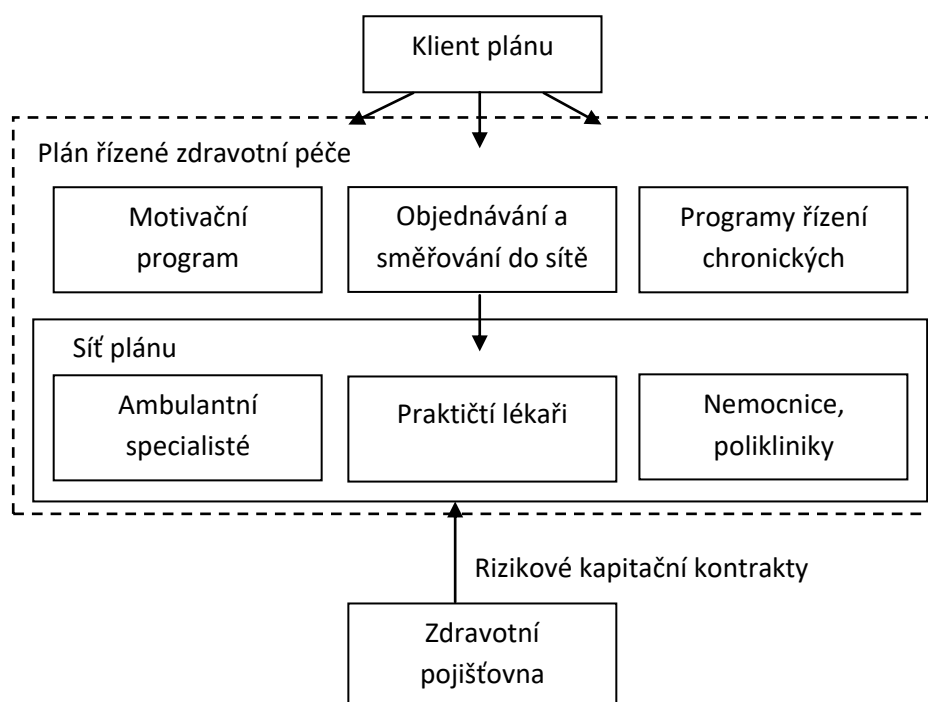 Klient plánu
Plán řízené zdravotní péče
Motivační
program
Objednávání a
směřování do sítě
Programy řízení
chronických
Síť plánu
Ambulantní
specialisté
Praktičtí lékaři
Nemocnice,
polikliniky
Rizikové kapitační kontrakty
Zdravotní
pojišťovna